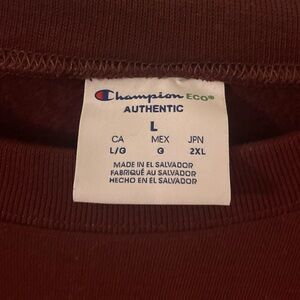 Champion ECO®
AUTHENTIC
L
CA MEX JPN
L/G G 2XL
MADE IN EL SALVADOR
FABRIQUÉ AU SALVADOR
HECHO EN EL SALVADOR